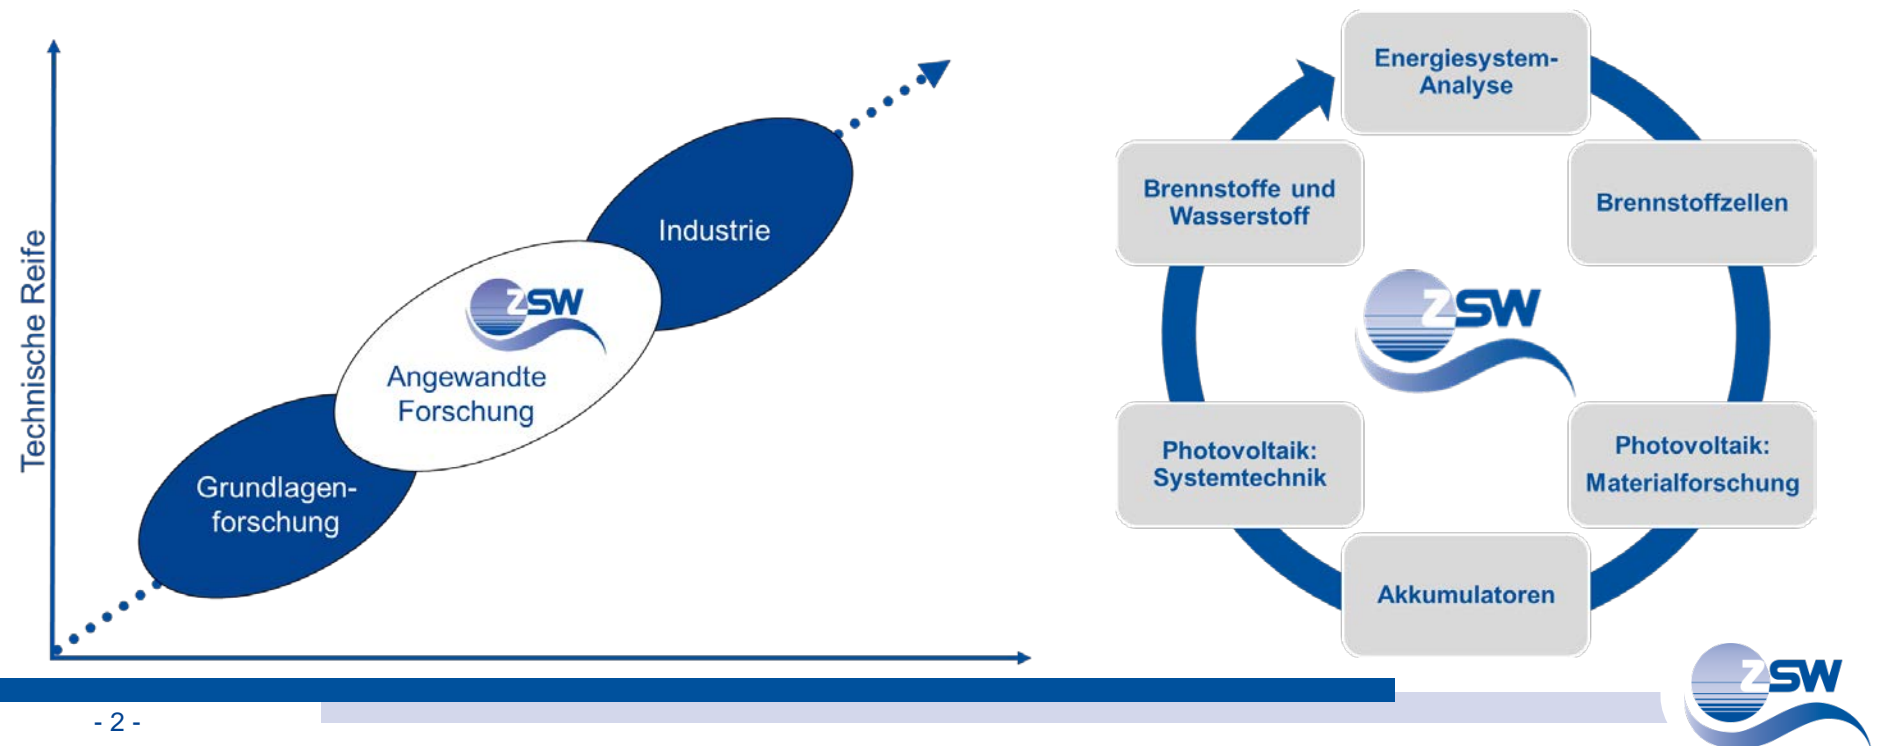 Technische Reife
Industrie
ZSW
Angewandte
Forschung
Grundlagen-
forschung
Energiesystem-
Analyse
Brennstoffe und
Wasserstoff
Brennstoffzellen
ZSW
Photovoltaik:
Systemtechnik
Photovoltaik:
Materialforschung
Akkumulatoren
ZSW
- 2 -